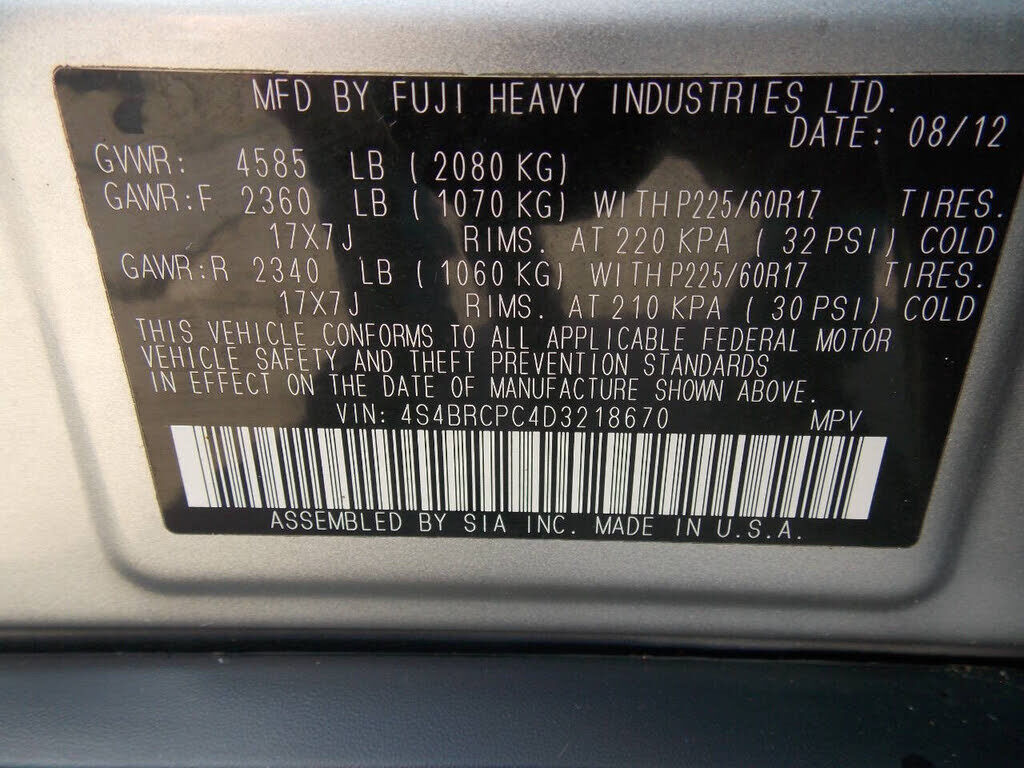 MFD BY FUJI HEAVY INDUSTRIES LTD.
DATE: 08/12
GVWR: 4585 LB (2080 KG)
GAWR:F 2360 LB (1070 KG) WITH P225/60R17 TIRES.
17X7J RIMS. AT 220 KPA (32 PSI) COLD
GAWR:R 2340 LB (1060 KG) WITH P225/60R17 TIRES.
17X7J RIMS. AT 210 KPA (30 PSI) COLD
THIS VEHICLE CONFORMS TO ALL APPLICABLE FEDERAL MOTOR
VEHICLE SAFETY AND THEFT PREVENTION STANDARDS
IN EFFECT ON THE DATE OF MANUFACTURE SHOWN ABOVE.
VIN: 4S4BRCPC4D3218670 MPV
ASSEMBLED BY SIA INC. MADE IN U.S.A.